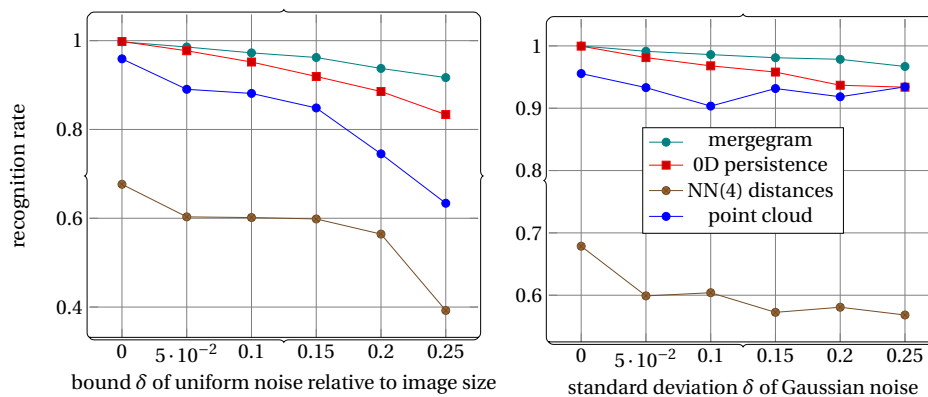 1
0.8
0.6
0.4
recognition rate
0 5·10⁻² 0.1 0.15 0.2 0.25
bound δ of uniform noise relative to image size
1
0.9
0.8
0.7
0.6
mergegram
0D persistence
NN(4) distances
point cloud
0 5·10⁻² 0.1 0.15 0.2 0.25
standard deviation δ of Gaussian noise